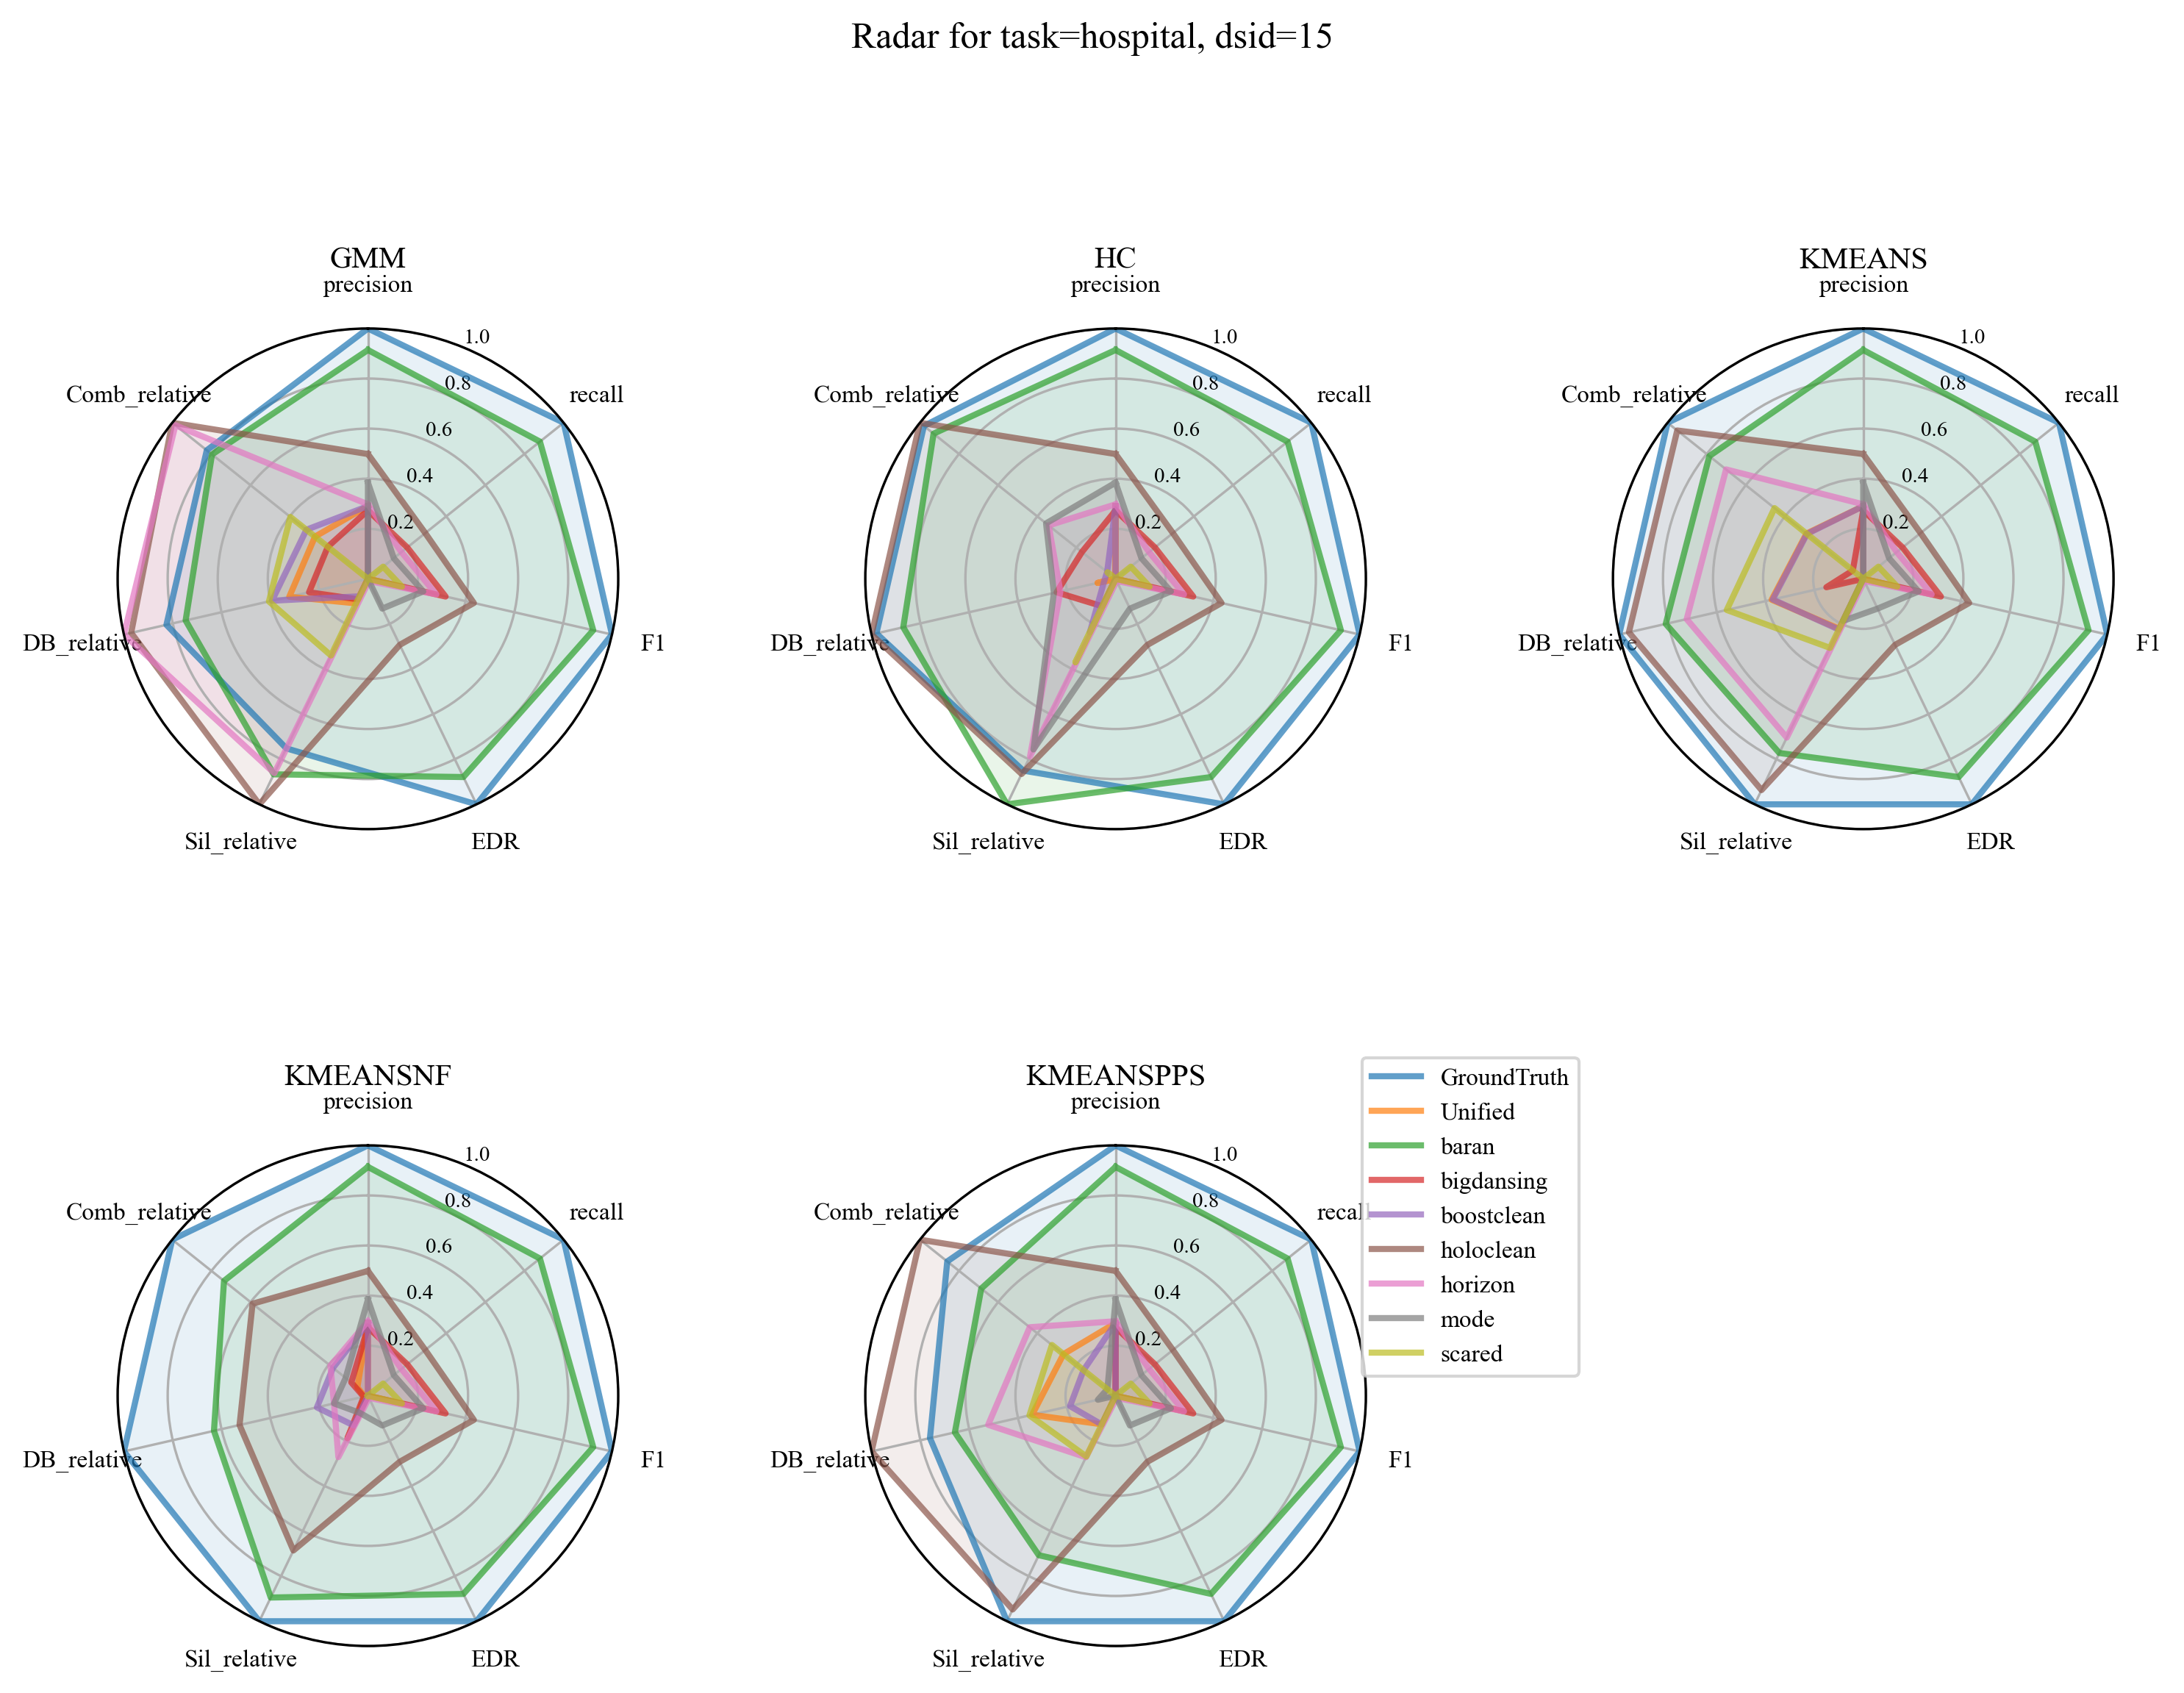 Radar for task=hospital, dsid=15
GMM
precision
recall
F1
EDR
Sil_relative
DB_relative
Comb_relative
0.2
0.4
0.6
0.8
1.0
HC
precision
recall
F1
EDR
Sil_relative
DB_relative
Comb_relative
0.2
0.4
0.6
0.8
1.0
KMEANS
precision
recall
F1
EDR
Sil_relative
DB_relative
Comb_relative
0.2
0.4
0.6
0.8
1.0
KMEANSNF
precision
recall
F1
EDR
Sil_relative
DB_relative
Comb_relative
0.2
0.4
0.6
0.8
1.0
KMEANSPPS
precision
recall
F1
EDR
Sil_relative
DB_relative
Comb_relative
0.2
0.4
0.6
0.8
1.0
GroundTruth
Unified
baran
bigdansing
boostclean
holoclean
horizon
mode
scared